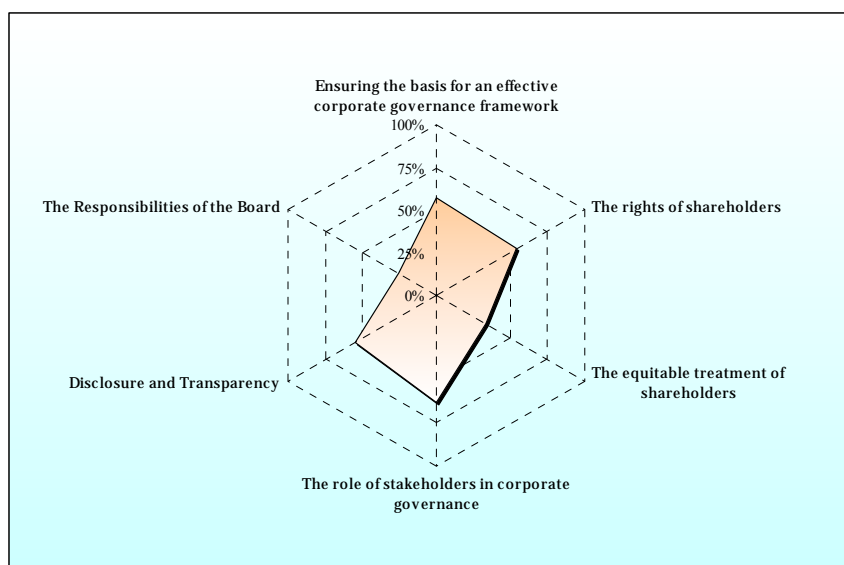 Ensuring the basis for an effective
corporate governance framework
100%
75%
50%
25%
0%
The Responsibilities of the Board
The rights of shareholders
Disclosure and Transparency
The equitable treatment of
shareholders
The role of stakeholders in corporate
governance